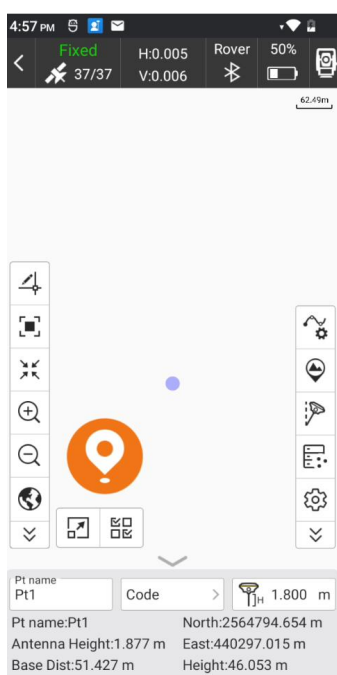 4:57 PM
Fixed H:0.005 Rover 50%
37/37 V:0.006
62.49m
Pt name
Pt1 Code H 1.800 m
Pt name:Pt1 North:2564794.654 m
Antenna Height:1.877 m East:440297.015 m
Base Dist:51.427 m Height:46.053 m